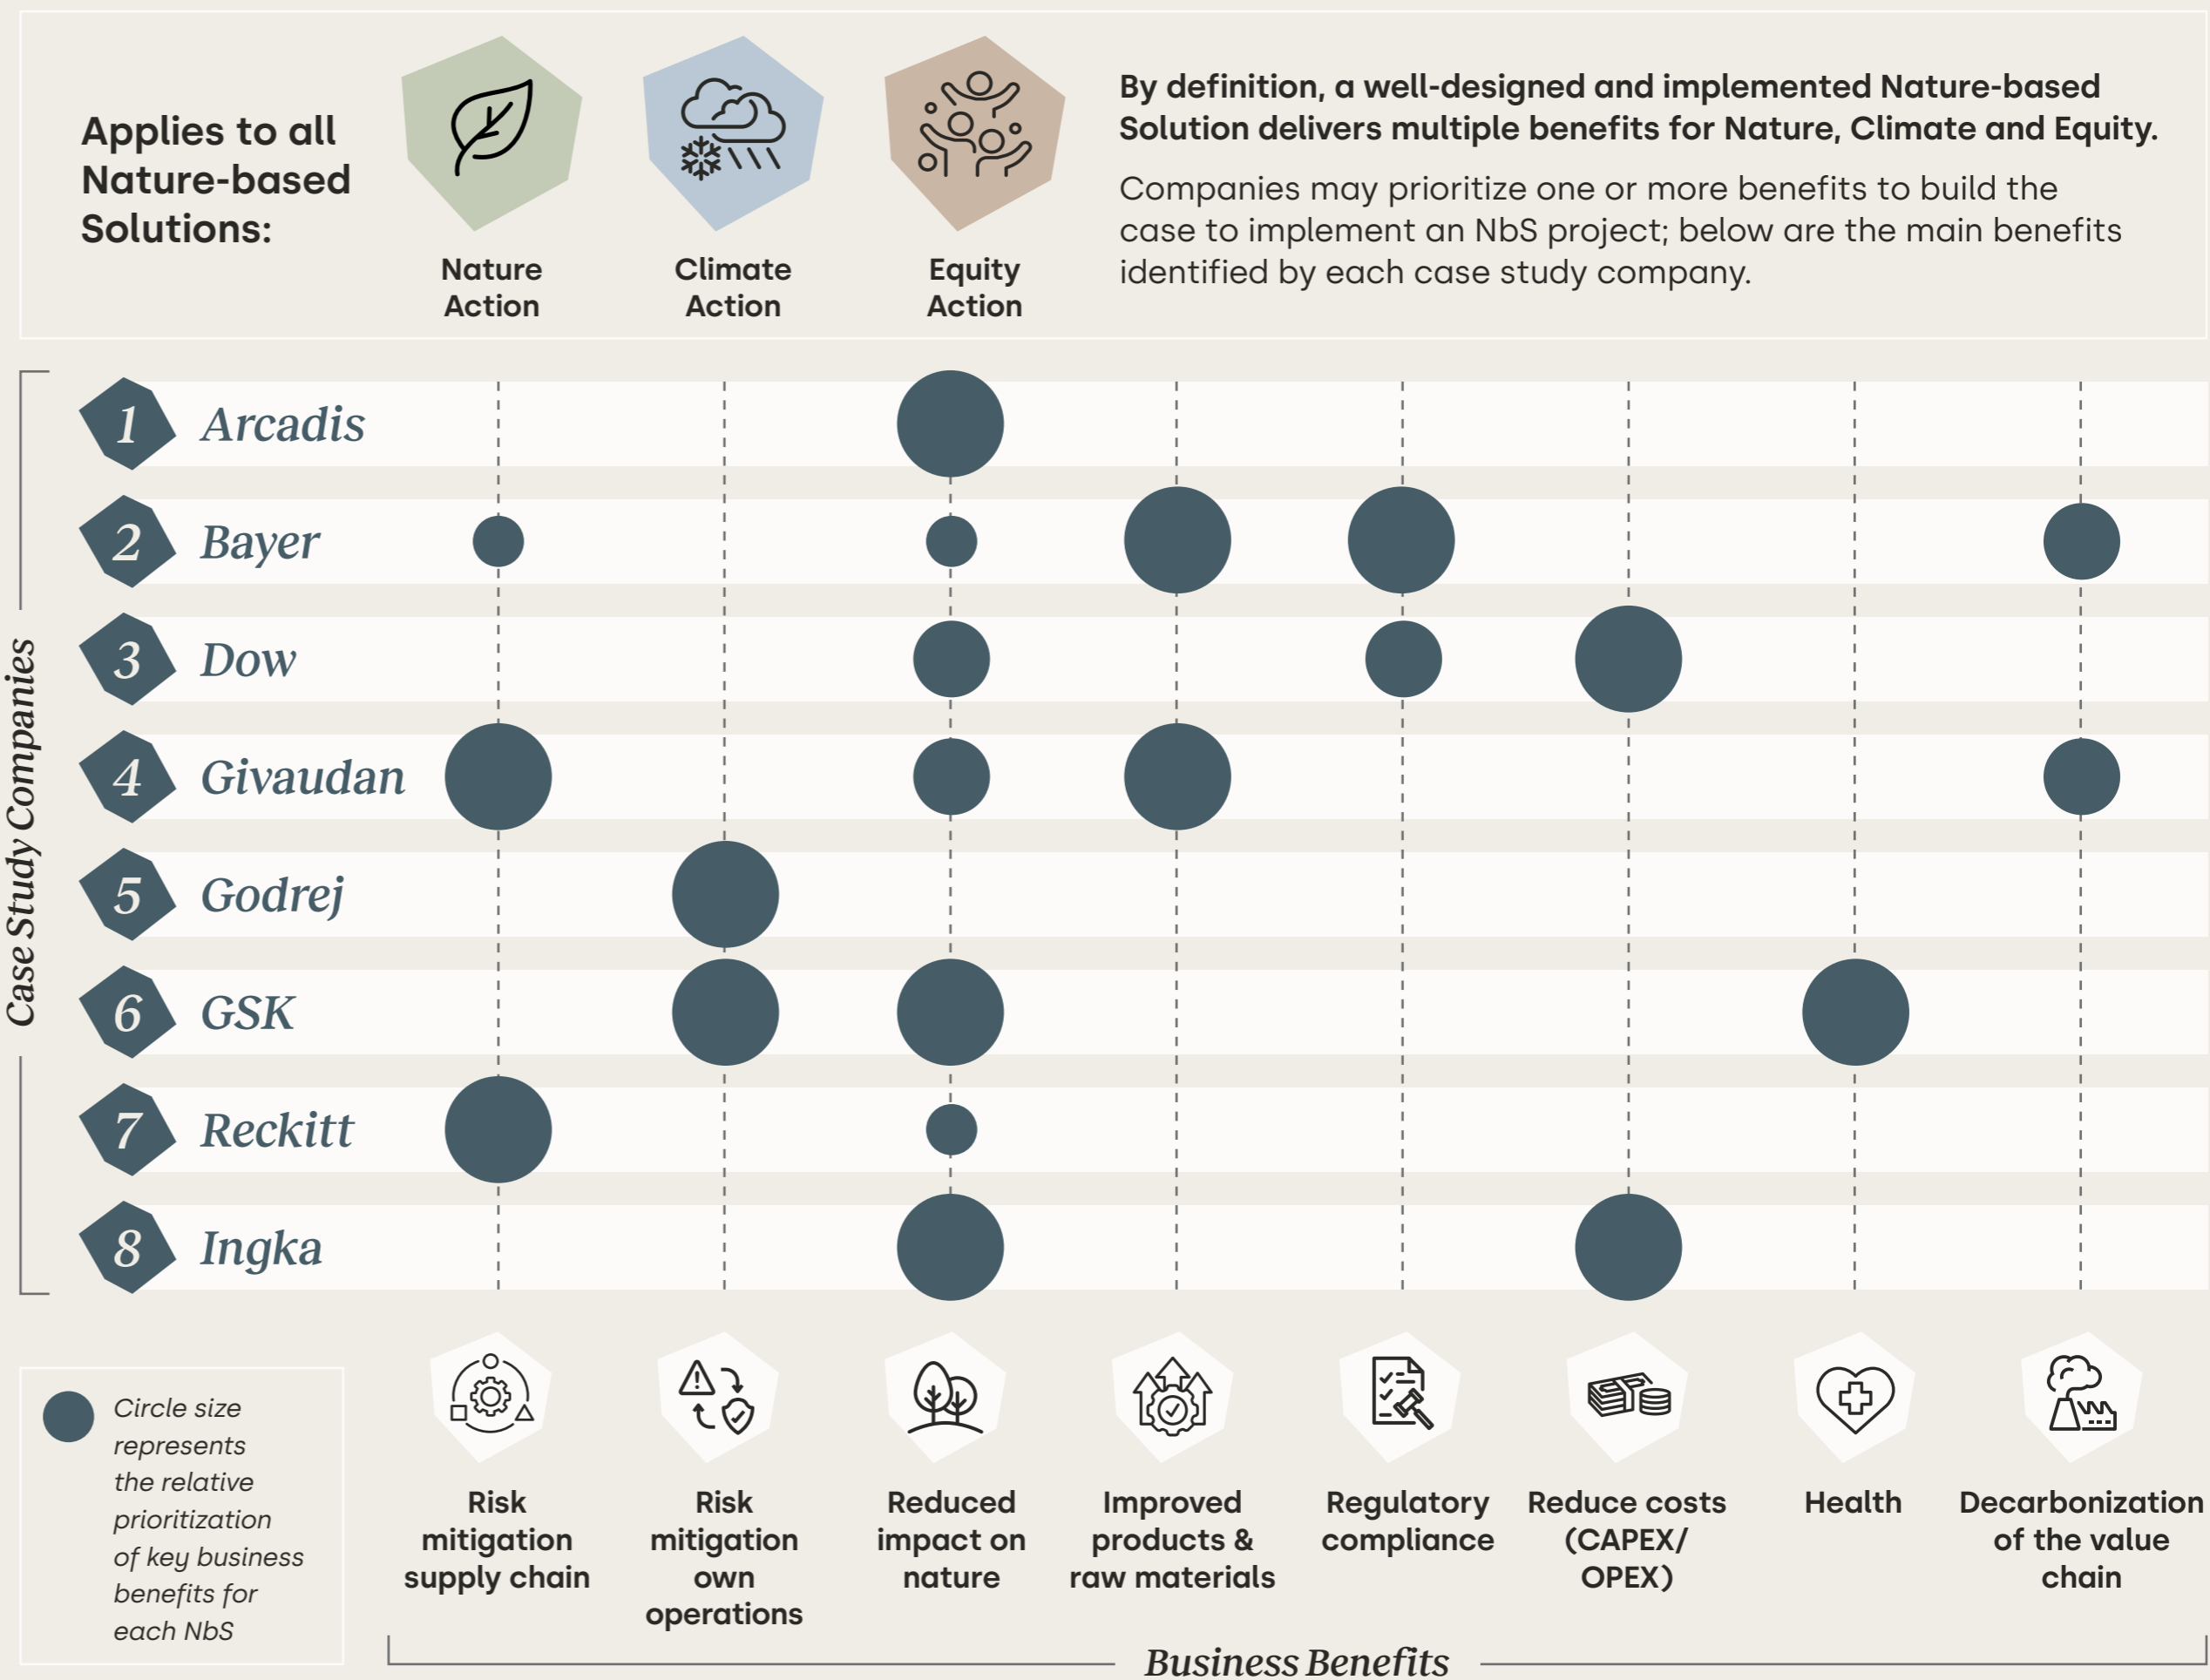 Applies to all
Nature-based
Solutions:
Nature
Action
Climate
Action
Equity
Action
By definition, a well-designed and implemented Nature-based
Solution delivers multiple benefits for Nature, Climate and Equity.
Companies may prioritize one or more benefits to build the
case to implement an NbS project; below are the main benefits
identified by each case study company.
Case Study Companies
1 Arcadis
2 Bayer
3 Dow
4 Givaudan
5 Godrej
6 GSK
7 Reckitt
8 Ingka
Circle size
represents
the relative
prioritization
of key business
benefits for
each NbS
Risk
mitigation
supply chain
Risk
mitigation
own
operations
Reduced
impact on
nature
Improved
products &
raw materials
Regulatory
compliance
Reduce costs
(CAPEX/
OPEX)
Health
Decarbonization
of the value
chain
Business Benefits